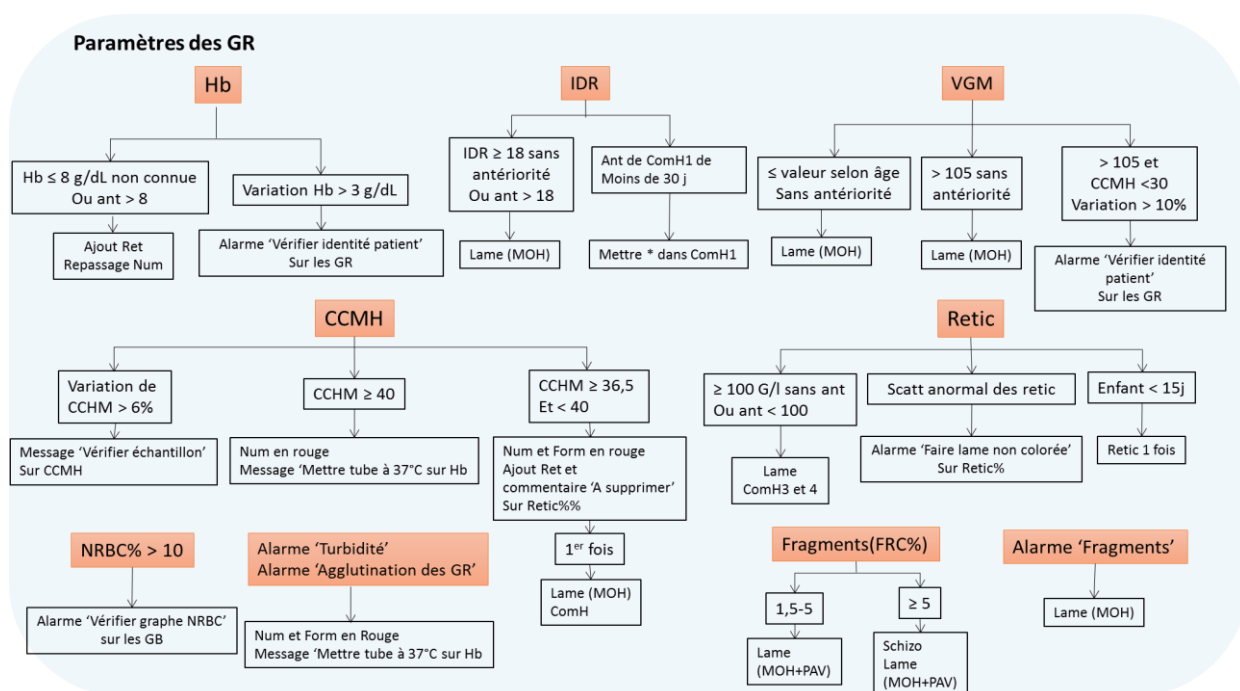 Paramètres des GR
Hb
Hb ≤ 8 g/dL non connue
Ou ant > 8
Ajout Ret
Repassage Num
Variation Hb > 3 g/dL
Alarme ‘Vérifier identité patient’
Sur les GR
IDR
IDR ≥ 18 sans
antériorité
Ou ant > 18
Lame (MOH)
Ant de ComH1 de
Moins de 30 j
Mettre * dans ComH1
VGM
≤ valeur selon âge
Sans antériorité
Lame (MOH)
> 105 sans
antériorité
Lame (MOH)
> 105 et
CCMH <30
Variation > 10%
Alarme ‘Vérifier identité
patient’
Sur les GR
CCMH
Variation de
CCHM > 6%
Message ‘Vérifier échantillon’
Sur CCMH
CCHM ≥ 40
Num en rouge
Message ‘Mettre tube à 37°C sur Hb
CCHM ≥ 36,5
Et < 40
Num et Form en rouge
Ajout Ret et
commentaire ‘A supprimer’
Sur Retic%%
1er fois
Lame (MOH)
ComH
Retic
≥ 100 G/l sans ant
Ou ant < 100
Lame
ComH3 et 4
Scatt anormal des retic
Alarme ‘Faire lame non colorée’
Sur Retic%
Enfant < 15j
Retic 1 fois
NRBC% > 10
Alarme ‘Vérifier graphe NRBC’
sur les GB
Alarme ‘Turbidité’
Alarme ‘Agglutination des GR’
Num et Form en Rouge
Message ‘Mettre tube à 37°C sur Hb
Fragments(FRC%)
1,5-5
Lame
(MOH+PAV)
≥ 5
Schizo
Lame
(MOH+PAV)
Alarme ‘Fragments’
Lame (MOH)